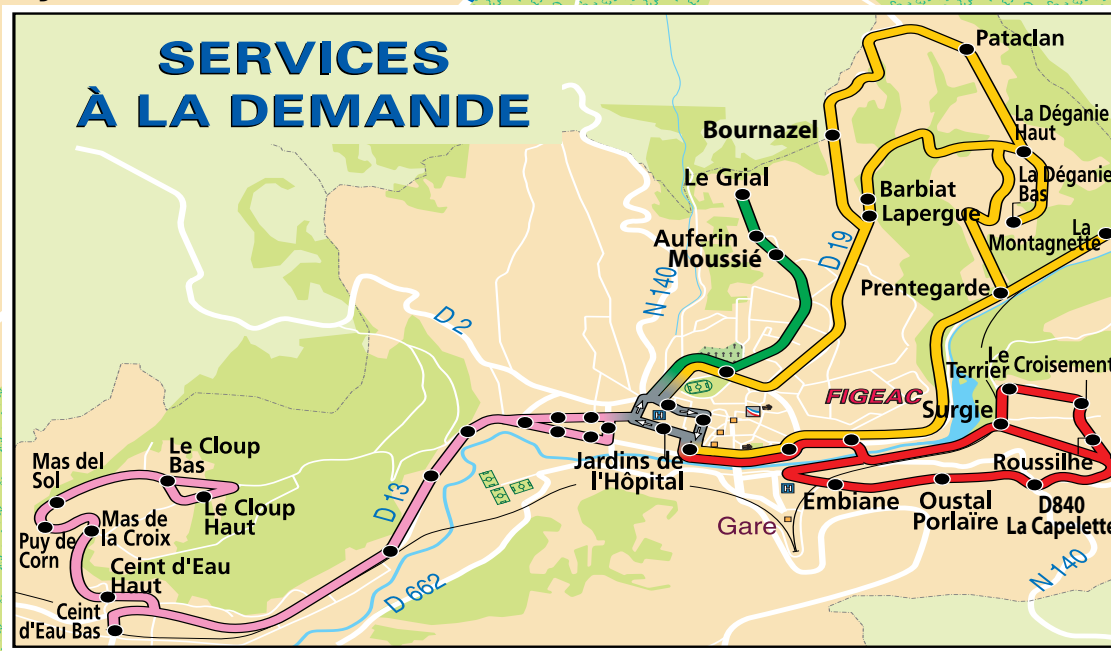 SERVICES
À LA DEMANDE
Pataclan
La Déganie
Haut
Bournazel
La Déganie
Bas
Le Grial
Barbiat
Lapergue
La
Montagnette
Auferin
Moussié
D 19
N 140
Prentegarde
D 2
Le
Terrier
Croisement
FIGEAC
Surgie
Le Cloup
Bas
Mas del
Sol
Le Cloup
Haut
D 13
Jardins de
l'Hôpital
Roussilhe
Embiane
Oustal
Porlaïre
D840
La Capelette
Puy de
Corn
Mas de
la Croix
Gare
Ceint d'Eau
Haut
D 662
N 140
Ceint
d'Eau Bas